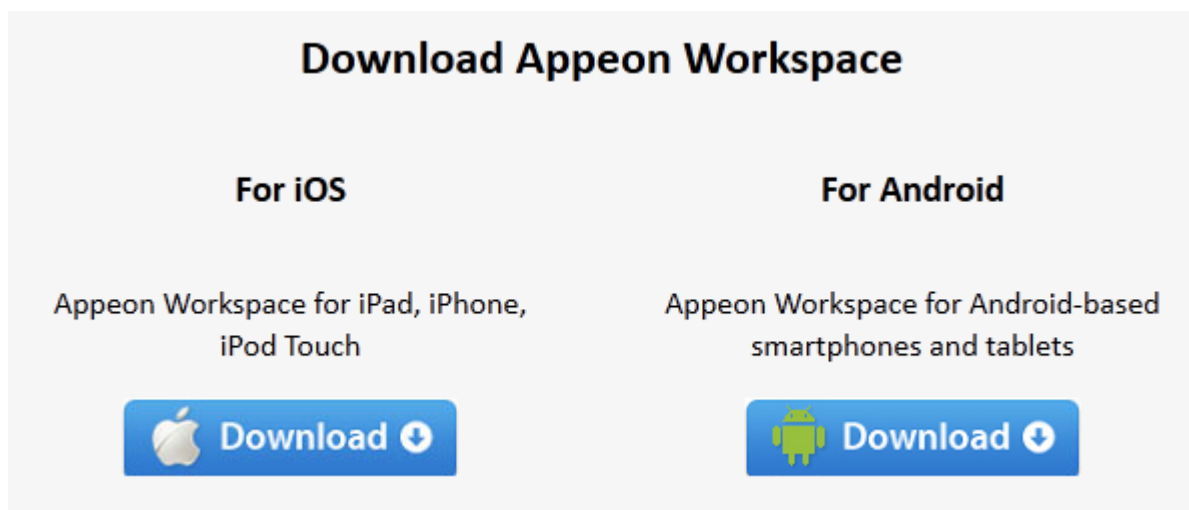 Download Appeon Workspace
For iOS
Appeon Workspace for iPad, iPhone,
iPod Touch
Download
For Android
Appeon Workspace for Android-based
smartphones and tablets
Download